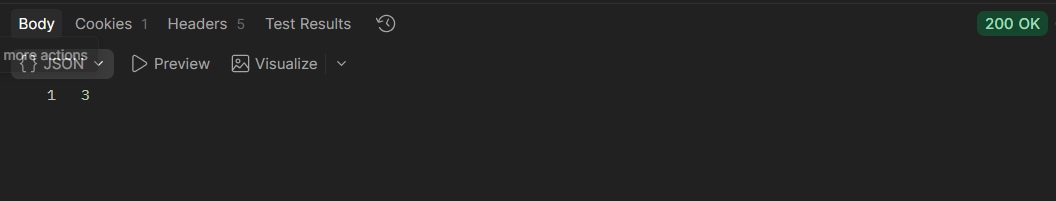 Body Cookies 1 Headers 5 Test Results 200 OK
more actions
{} JSON Preview Visualize
1 3